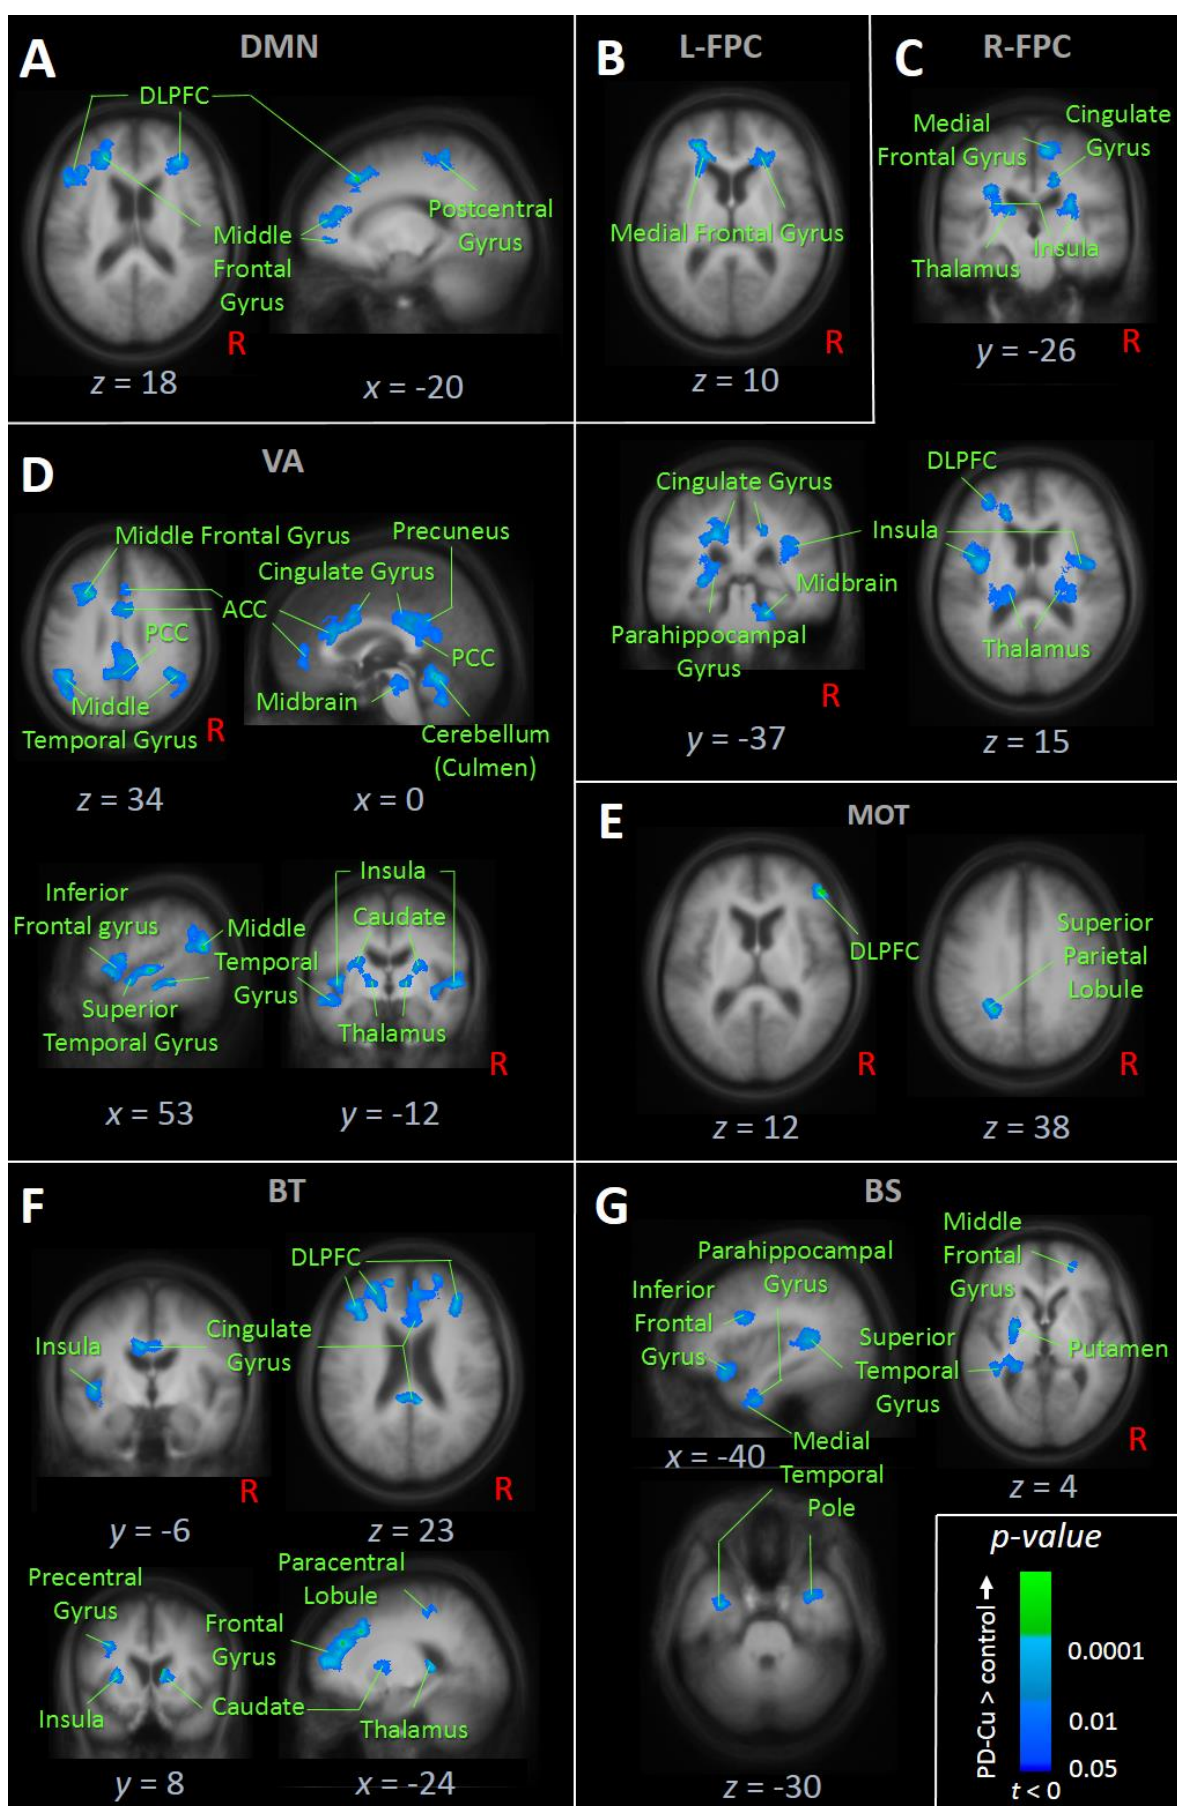 A
DMN
DLPFC
Postcentral
Gyrus
Middle
Frontal
Gyrus
R
z = 18
x = -20
B
L-FPC
Medial Frontal Gyrus
R
z = 10
C
R-FPC
Medial
Frontal Gyrus
Cingulate
Gyrus
Insula
Thalamus
y = -26
R
Cingulate Gyrus
DLPFC
Insula
Midbrain
Parahippocampal
Gyrus
Thalamus
R
y = -37
z = 15
D
VA
Middle Frontal Gyrus
Precuneus
Cingulate Gyrus
ACC
PCC
PCC
Midbrain
Middle
Temporal Gyrus
R
Cerebellum
(Culmen)
z = 34
x = 0
Inferior
Frontal gyrus
Superior
Temporal Gyrus
Middle
Temporal
Gyrus
Insula
Caudate
Thalamus
R
x = 53
y = -12
E
MOT
DLPFC
Superior
Parietal
Lobule
R
R
z = 12
z = 38
F
BT
DLPFC
Insula
Cingulate
Gyrus
R
R
y = -6
z = 23
Precentral
Gyrus
Paracentral
Lobule
Frontal
Gyrus
Insula
Caudate
Thalamus
y = 8
x = -24
G
BS
Parahippocampal
Gyrus
Middle
Frontal
Gyrus
Inferior
Frontal
Gyrus
Superior
Temporal
Gyrus
Putamen
R
Medial
Temporal
Pole
x = -40
z = 4
z = -30
p-value
PD-Cu > control →
0.0001
0.01
0.05
t < 0